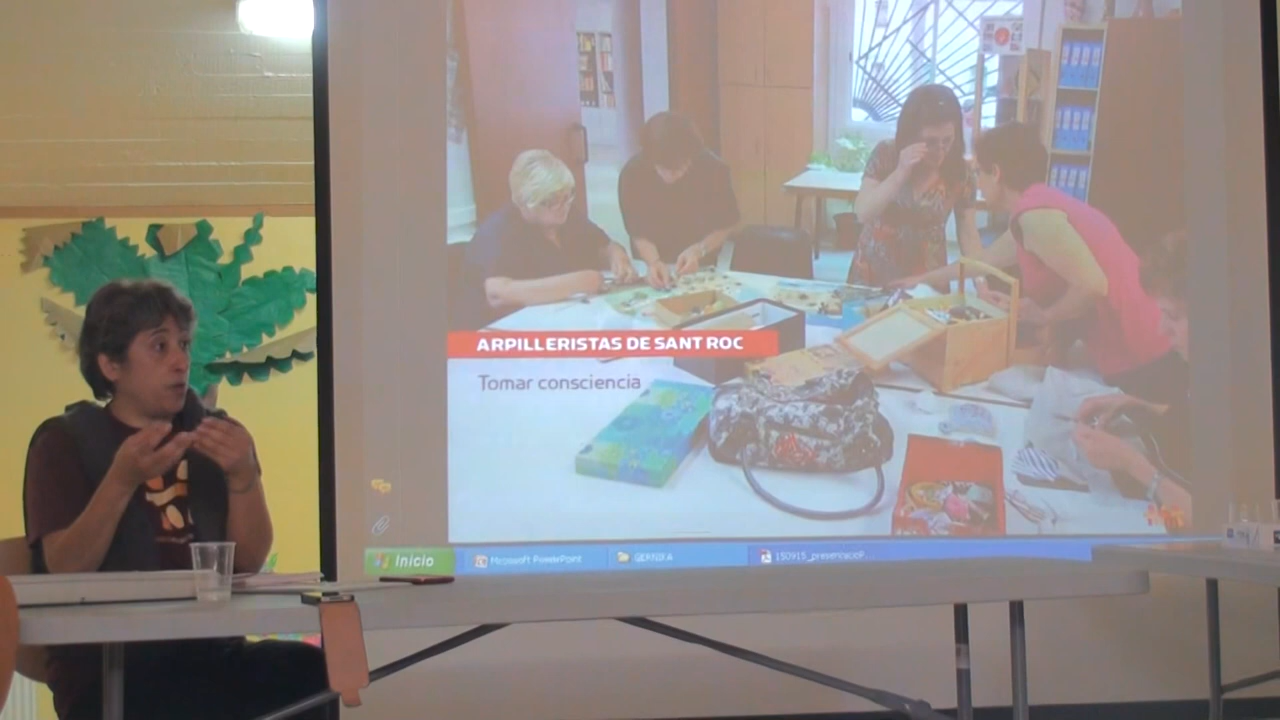 ARPILLERISTAS DE SANT ROC
Tomar consciencia
Inicio
Microsoft PowerPoint
GERNIKA
150915_presentacioP...